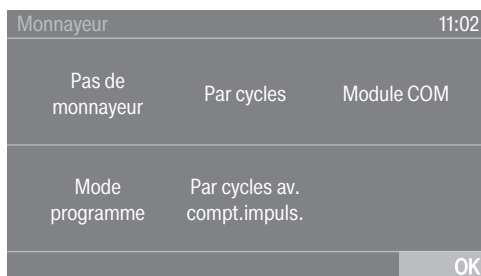 Monnayeur 11:02
Pas de
monnayeur
Par cycles
Module COM
Mode
programme
Par cycles av.
compt.impuls.
OK